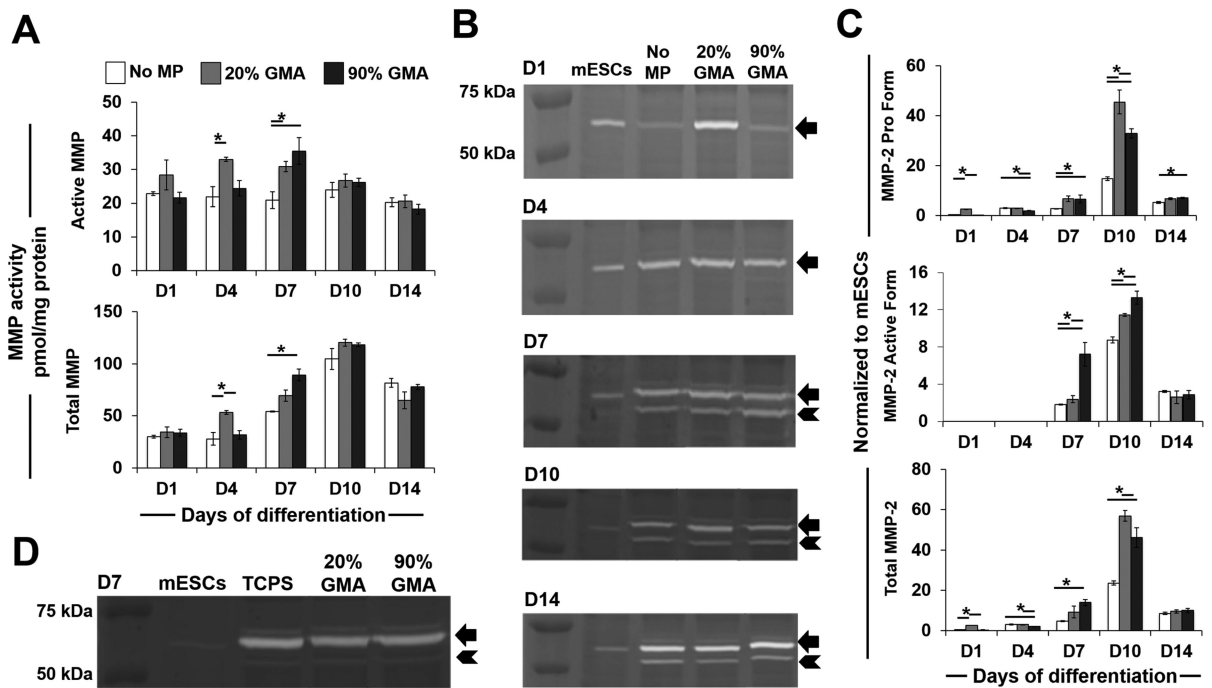 A
No MP 20% GMA 90% GMA
MMP activity
pmol/mg protein
Active MMP
50
40
30
20
10
0
*
*
D1 D4 D7 D10 D14
Total MMP
150
100
50
0
*
*
D1 D4 D7 D10 D14
Days of differentiation
B
D1 mESCs No MP 20% GMA 90% GMA
75 kDa
50 kDa
D4
D7
D10
D14
C
Normalized to mESCs
MMP-2 Pro Form
60
40
20
0
* * * * *
D1 D4 D7 D10 D14
MMP-2 Active Form
16
12
8
4
0
* *
D1 D4 D7 D10 D14
Total MMP-2
80
60
40
20
0
* * * *
D1 D4 D7 D10 D14
Days of differentiation
D
D7 mESCs TCPS 20% GMA 90% GMA
75 kDa
50 kDa